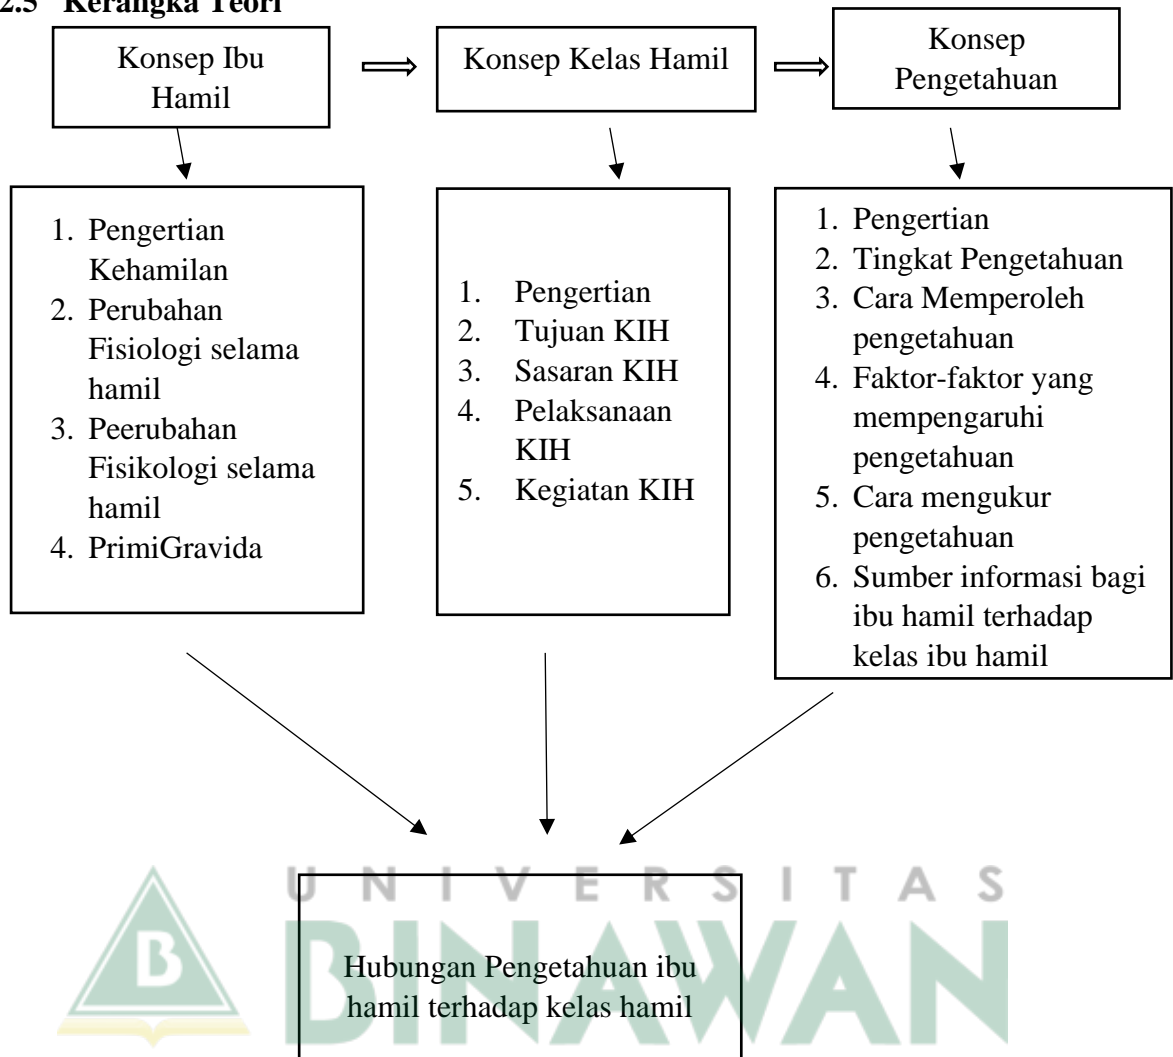 2.5 Kerangka Teori
Konsep Ibu
Hamil
Konsep Kelas Hamil
Konsep
Pengetahuan
1. Pengertian
Kehamilan
2. Perubahan
Fisiologi selama
hamil
3. Peerubahan
Fisikologi selama
hamil
4. PrimiGravida
1. Pengertian
2. Tujuan KIH
3. Sasaran KIH
4. Pelaksanaan
KIH
5. Kegiatan KIH
1. Pengertian
2. Tingkat Pengetahuan
3. Cara Memperoleh
pengetahuan
4. Faktor-faktor yang
mempengaruhi
pengetahuan
5. Cara mengukur
pengetahuan
6. Sumber informasi bagi
ibu hamil terhadap
kelas ibu hamil
Hubungan Pengetahuan ibu
hamil terhadap kelas hamil
B
UNIVERSITAS
BINAWAN